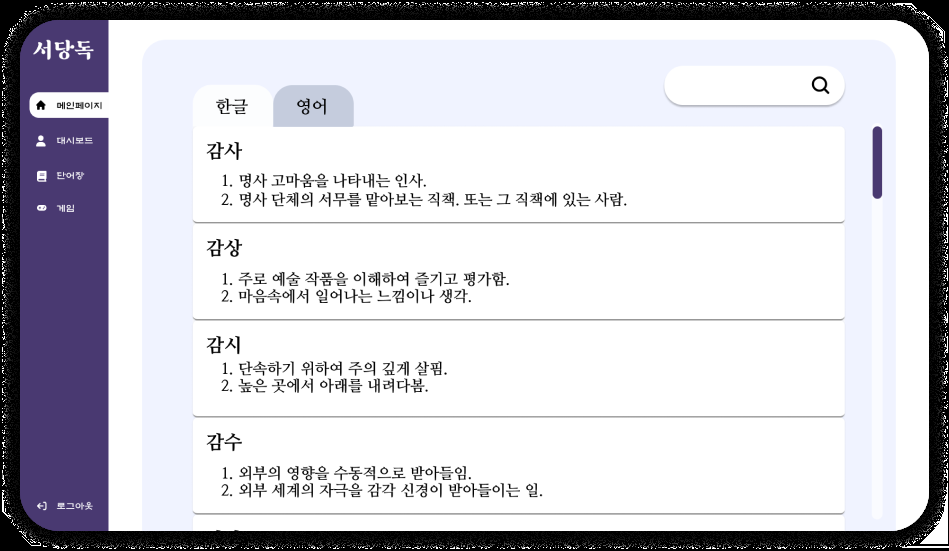 서당독
메인페이지
대시보드
단어장
게임
로그아웃
한글
영어
감사
1. 명사 고마움을 나타내는 인사.
2. 명사 단체의 서무를 맡아보는 직책. 또는 그 직책에 있는 사람.
감상
1. 주로 예술 작품을 이해하여 즐기고 평가함.
2. 마음속에서 일어나는 느낌이나 생각.
감시
1. 단속하기 위하여 주의 깊게 살핌.
2. 높은 곳에서 아래를 내려다봄.
감수
1. 외부의 영향을 수동적으로 받아들임.
2. 외부 세계의 자극을 감각 신경이 받아들이는 일.